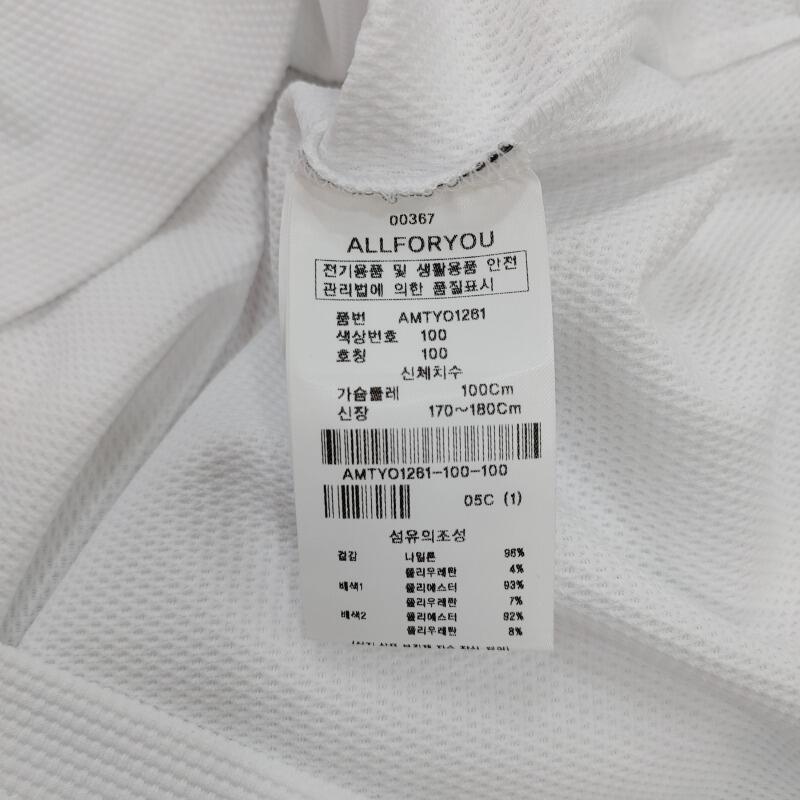 00367
ALLFORYOU
전기용품 및 생활용품 안전
관리법에 의한 품질표시
품번 AMTYO1261
색상번호 100
호칭 100
신체치수
가슴둘레 100Cm
신장 170~180Cm
AMTYO1261-100-100
05C (1)
섬유의조성
겉감 나일론 96%
폴리우레탄 4%
배색1 폴리에스터 93%
폴리우레탄 7%
배색2 폴리에스터 92%
폴리우레탄 8%